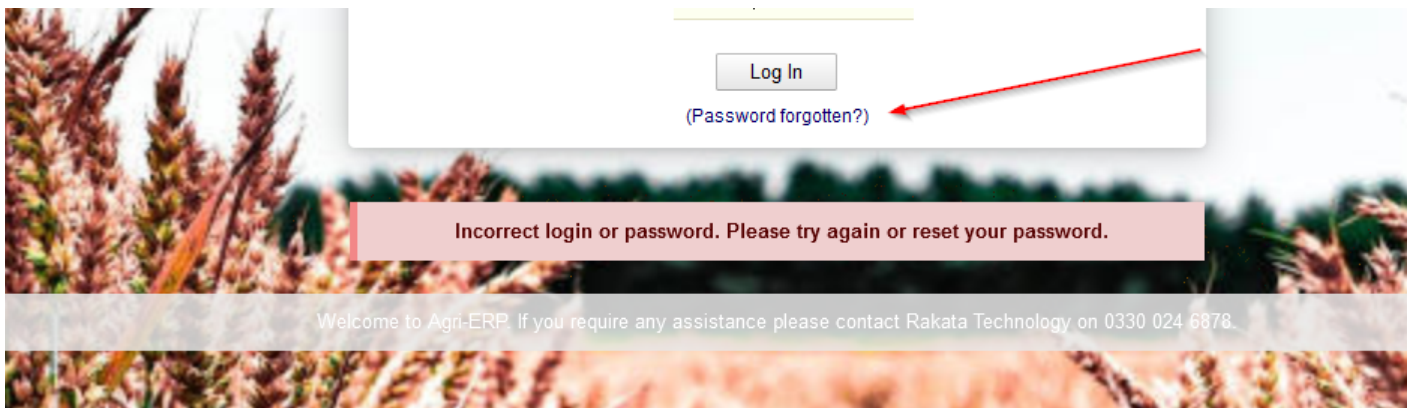 Log In
(Password forgotten?)
Incorrect login or password. Please try again or reset your password.
Welcome to Agri-ERP. If you require any assistance please contact Rakata Technology on 0330 024 6878.